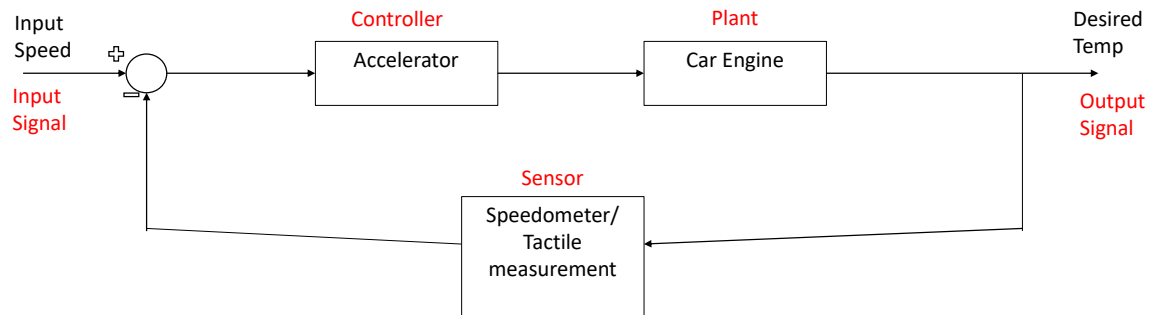 Input
Speed
Input
Signal
Controller
Accelerator
Plant
Car Engine
Desired
Temp
Output
Signal
Sensor
Speedometer/
Tactile
measurement